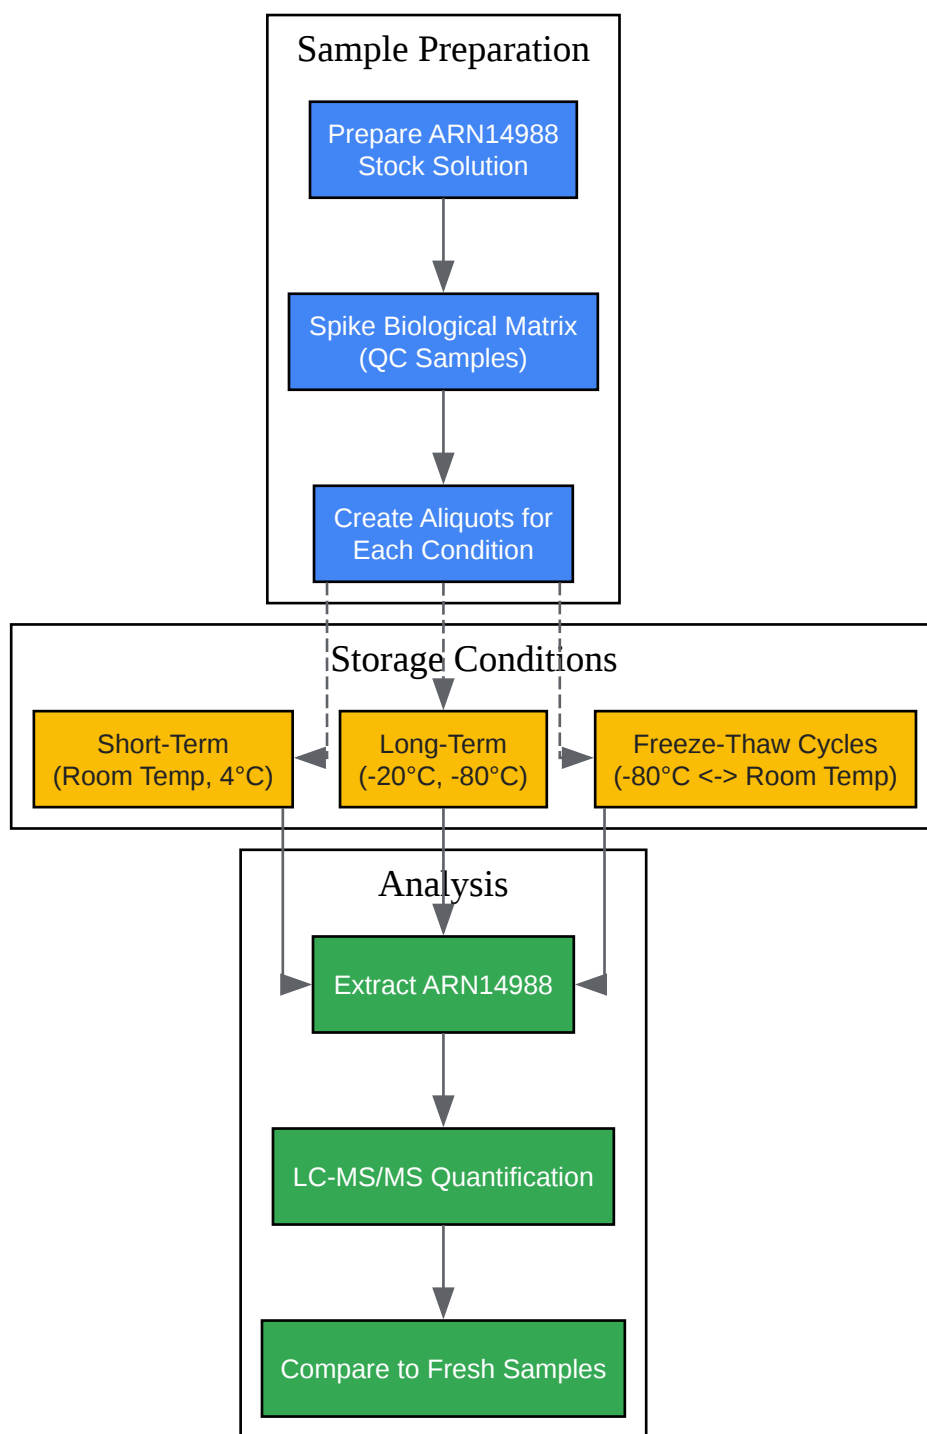 Sample Preparation
Prepare ARN14988
Stock Solution
Spike Biological Matrix
(QC Samples)
Create Aliquots for
Each Condition
Storage Conditions
Short-Term
(Room Temp, 4°C)
Long-Term
(-20°C, -80°C)
Freeze-Thaw Cycles
(-80°C <-> Room Temp)
Analysis
Extract ARN14988
LC-MS/MS Quantification
Compare to Fresh Samples